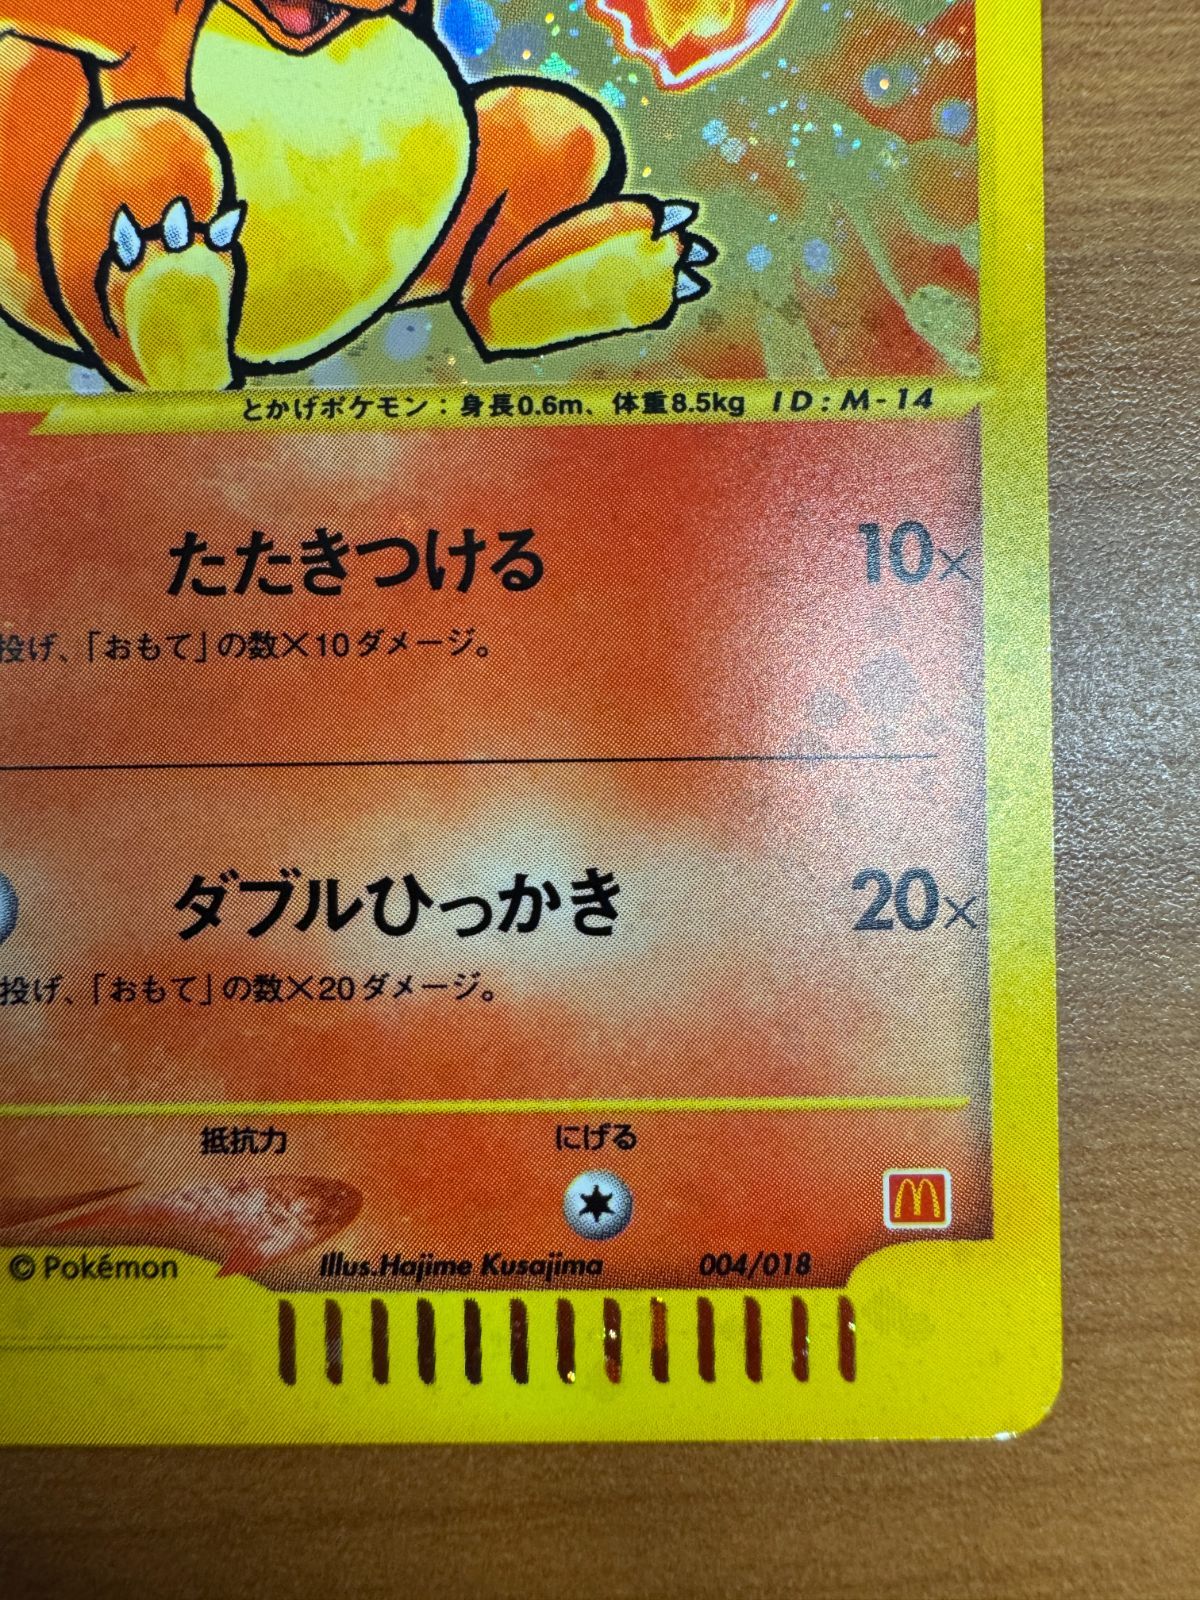 とかげポケモン：身長0.6m、体重8.5kg ID：M-14
たたきつける 10×
投げ、「おもて」の数×10ダメージ。
ダブルひっかき 20×
投げ、「おもて」の数×20ダメージ。
抵抗力 にげる
© Pokémon Illus.Hajime Kusajima 004/018